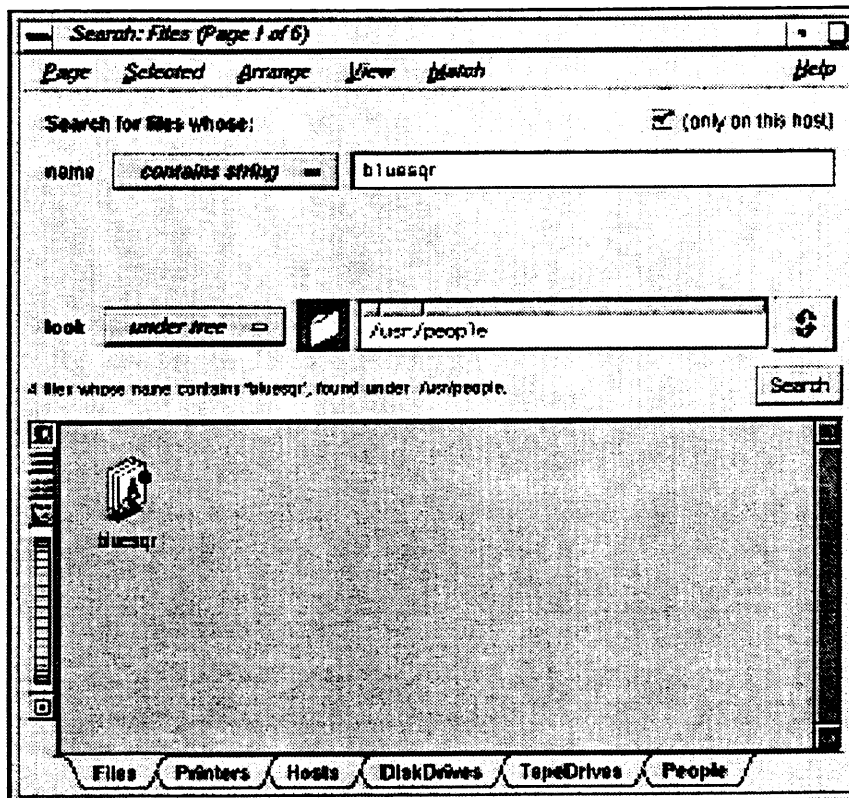 Search: Files (Page 1 of 6)
Page Selected Arrange View Match Help
Search for files whose: (only on this host)
name contains string bluesqr
look under tree /usr/people
4 files whose name contains "bluesqr", found under /usr/people. Search
bluesqr
Files Printers Hosts DiskDrives TapeDrives People